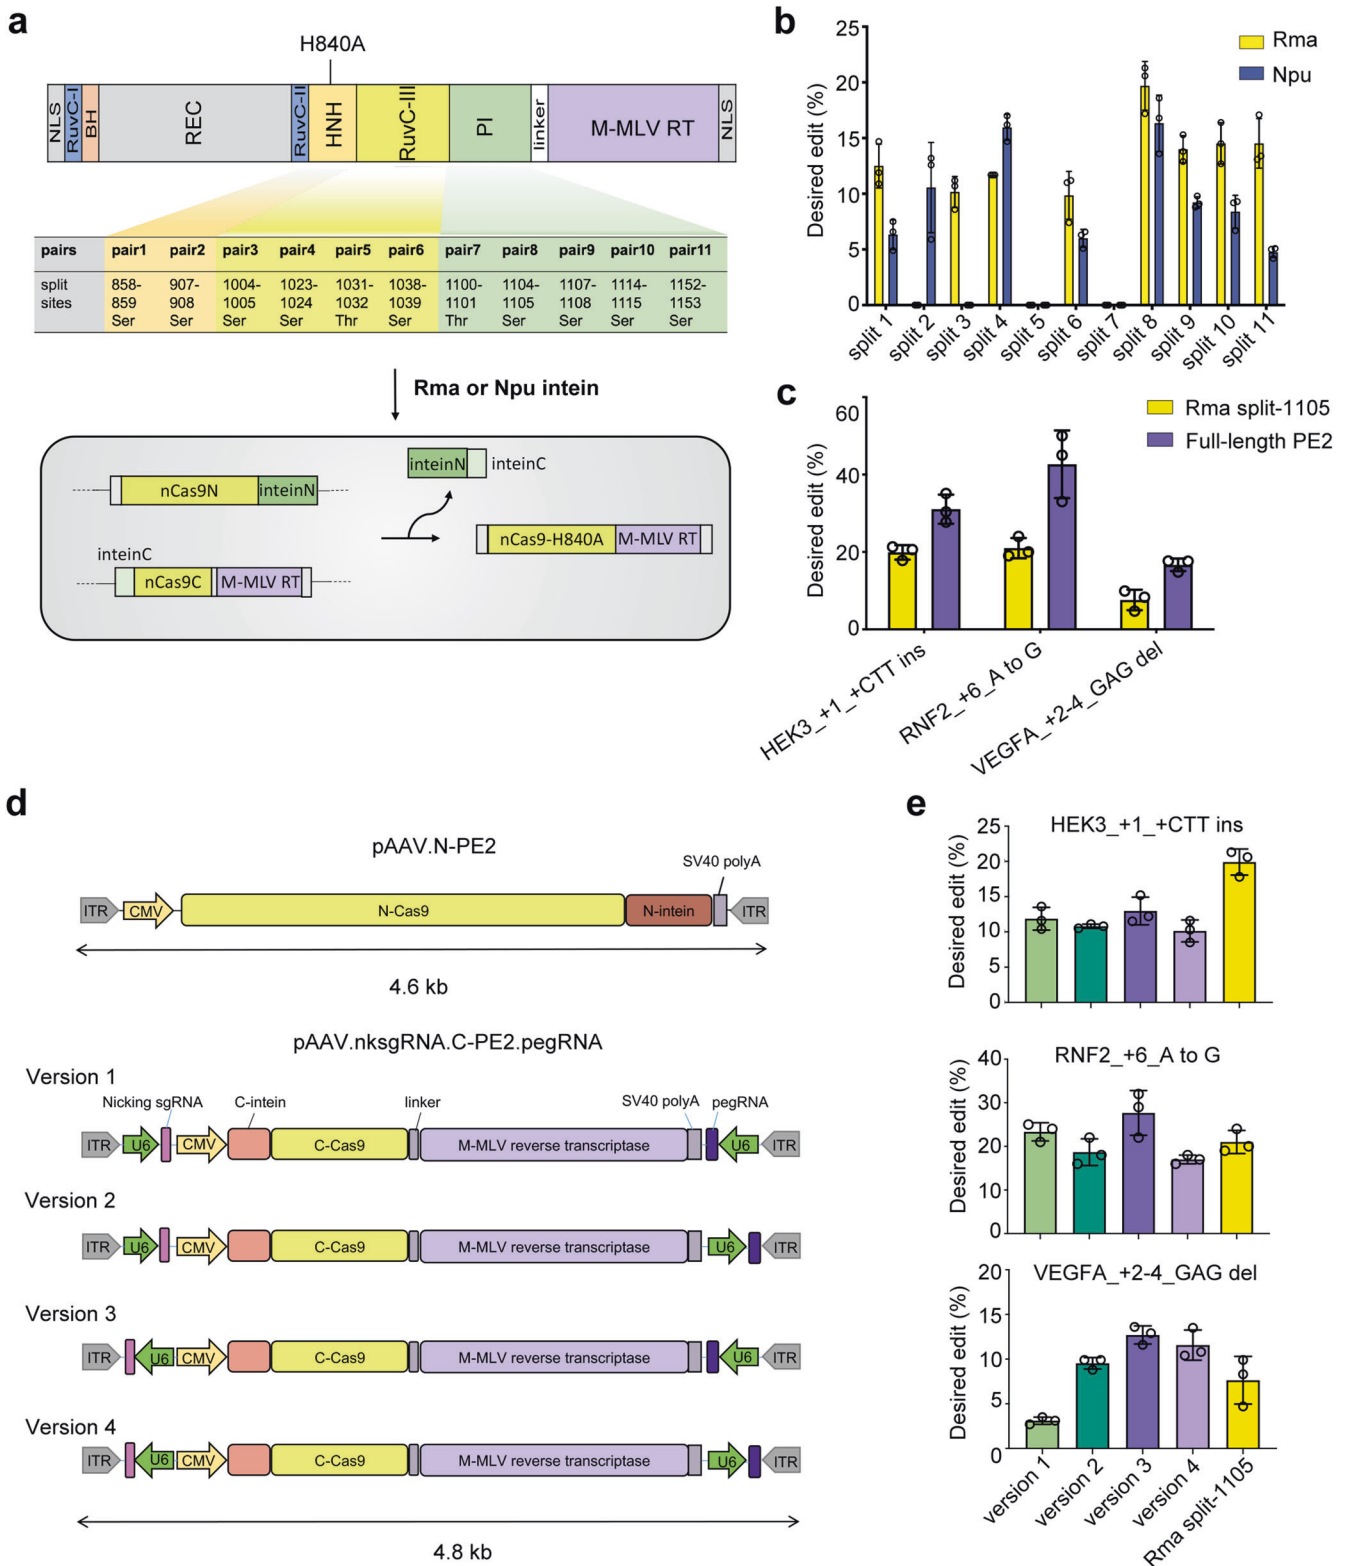 a
H840A
NLS
RuvC-I
BH
REC
RuvC-II
HNH
RuvC-III
PI
linker
M-MLV RT
NLS
pairs pair1 pair2 pair3 pair4 pair5 pair6 pair7 pair8 pair9 pair10 pair11
split 858- 907- 1004- 1023- 1031- 1038- 1100- 1104- 1107- 1114- 1152-
sites 859 908 1005 1024 1032 1039 1101 1105 1108 1115 1153
Ser Ser Ser Ser Thr Ser Thr Ser Ser Ser Ser
Rma or Npu intein
inteinN inteinC
nCas9N inteinN
nCas9-H840A M-MLV RT
inteinC
nCas9C M-MLV RT
b
Desired edit (%)
25
20
15
10
5
0
Rma
Npu
split 1
split 2
split 3
split 4
split 5
split 6
split 7
split 8
split 9
split 10
split 11
c
Desired edit (%)
60
40
20
0
Rma split-1105
Full-length PE2
HEK3_+1_+CTT ins
RNF2_+6_A to G
VEGFA_+2-4_GAG del
d
pAAV.N-PE2
SV40 polyA
ITR CMV N-Cas9 N-intein ITR
4.6 kb
pAAV.nksgRNA.C-PE2.pegRNA
Version 1
Nicking sgRNA C-intein linker SV40 polyA pegRNA
ITR U6 CMV C-Cas9 M-MLV reverse transcriptase U6 ITR
Version 2
ITR U6 CMV C-Cas9 M-MLV reverse transcriptase U6 ITR
Version 3
ITR U6 CMV C-Cas9 M-MLV reverse transcriptase U6 ITR
Version 4
ITR U6 CMV C-Cas9 M-MLV reverse transcriptase U6 ITR
4.8 kb
e
HEK3_+1_+CTT ins
Desired edit (%)
25
20
15
10
5
0
RNF2_+6_A to G
Desired edit (%)
40
30
20
10
0
VEGFA_+2-4_GAG del
Desired edit (%)
20
15
10
5
0
version 1
version 2
version 3
version 4
Rma split-1105